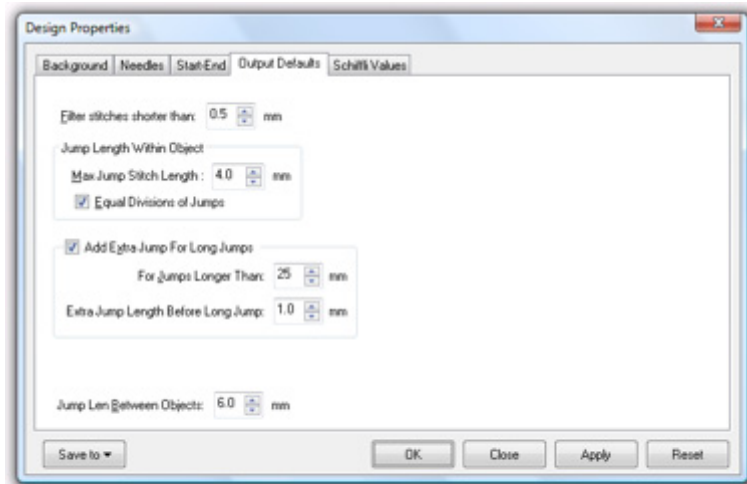 Design Properties
Background Needles Start-End Output Defaults Schiffli Values
Filter stitches shorter than: 0.5 mm
Jump Length Within Object
Max Jump Stitch Length : 4.0 mm
Equal Divisions of Jumps
Add Extra Jump For Long Jumps
For Jumps Longer Than: 25 mm
Extra Jump Length Before Long Jump: 1.0 mm
Jump Len Between Objects: 6.0 mm
Save to OK Close Apply Reset